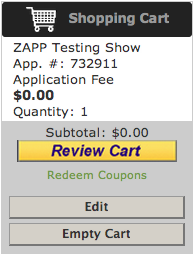 Shopping Cart
ZAPP Testing Show
App. #: 732911
Application Fee
$0.00
Quantity: 1
Subtotal: $0.00
Review Cart
Redeem Coupons
Edit
Empty Cart